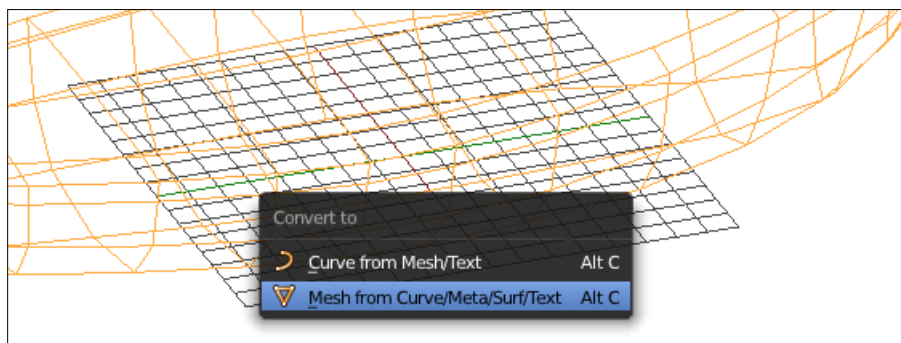 Convert to
Curve from Mesh/Text Alt C
Mesh from Curve/Meta/Surf/Text Alt C